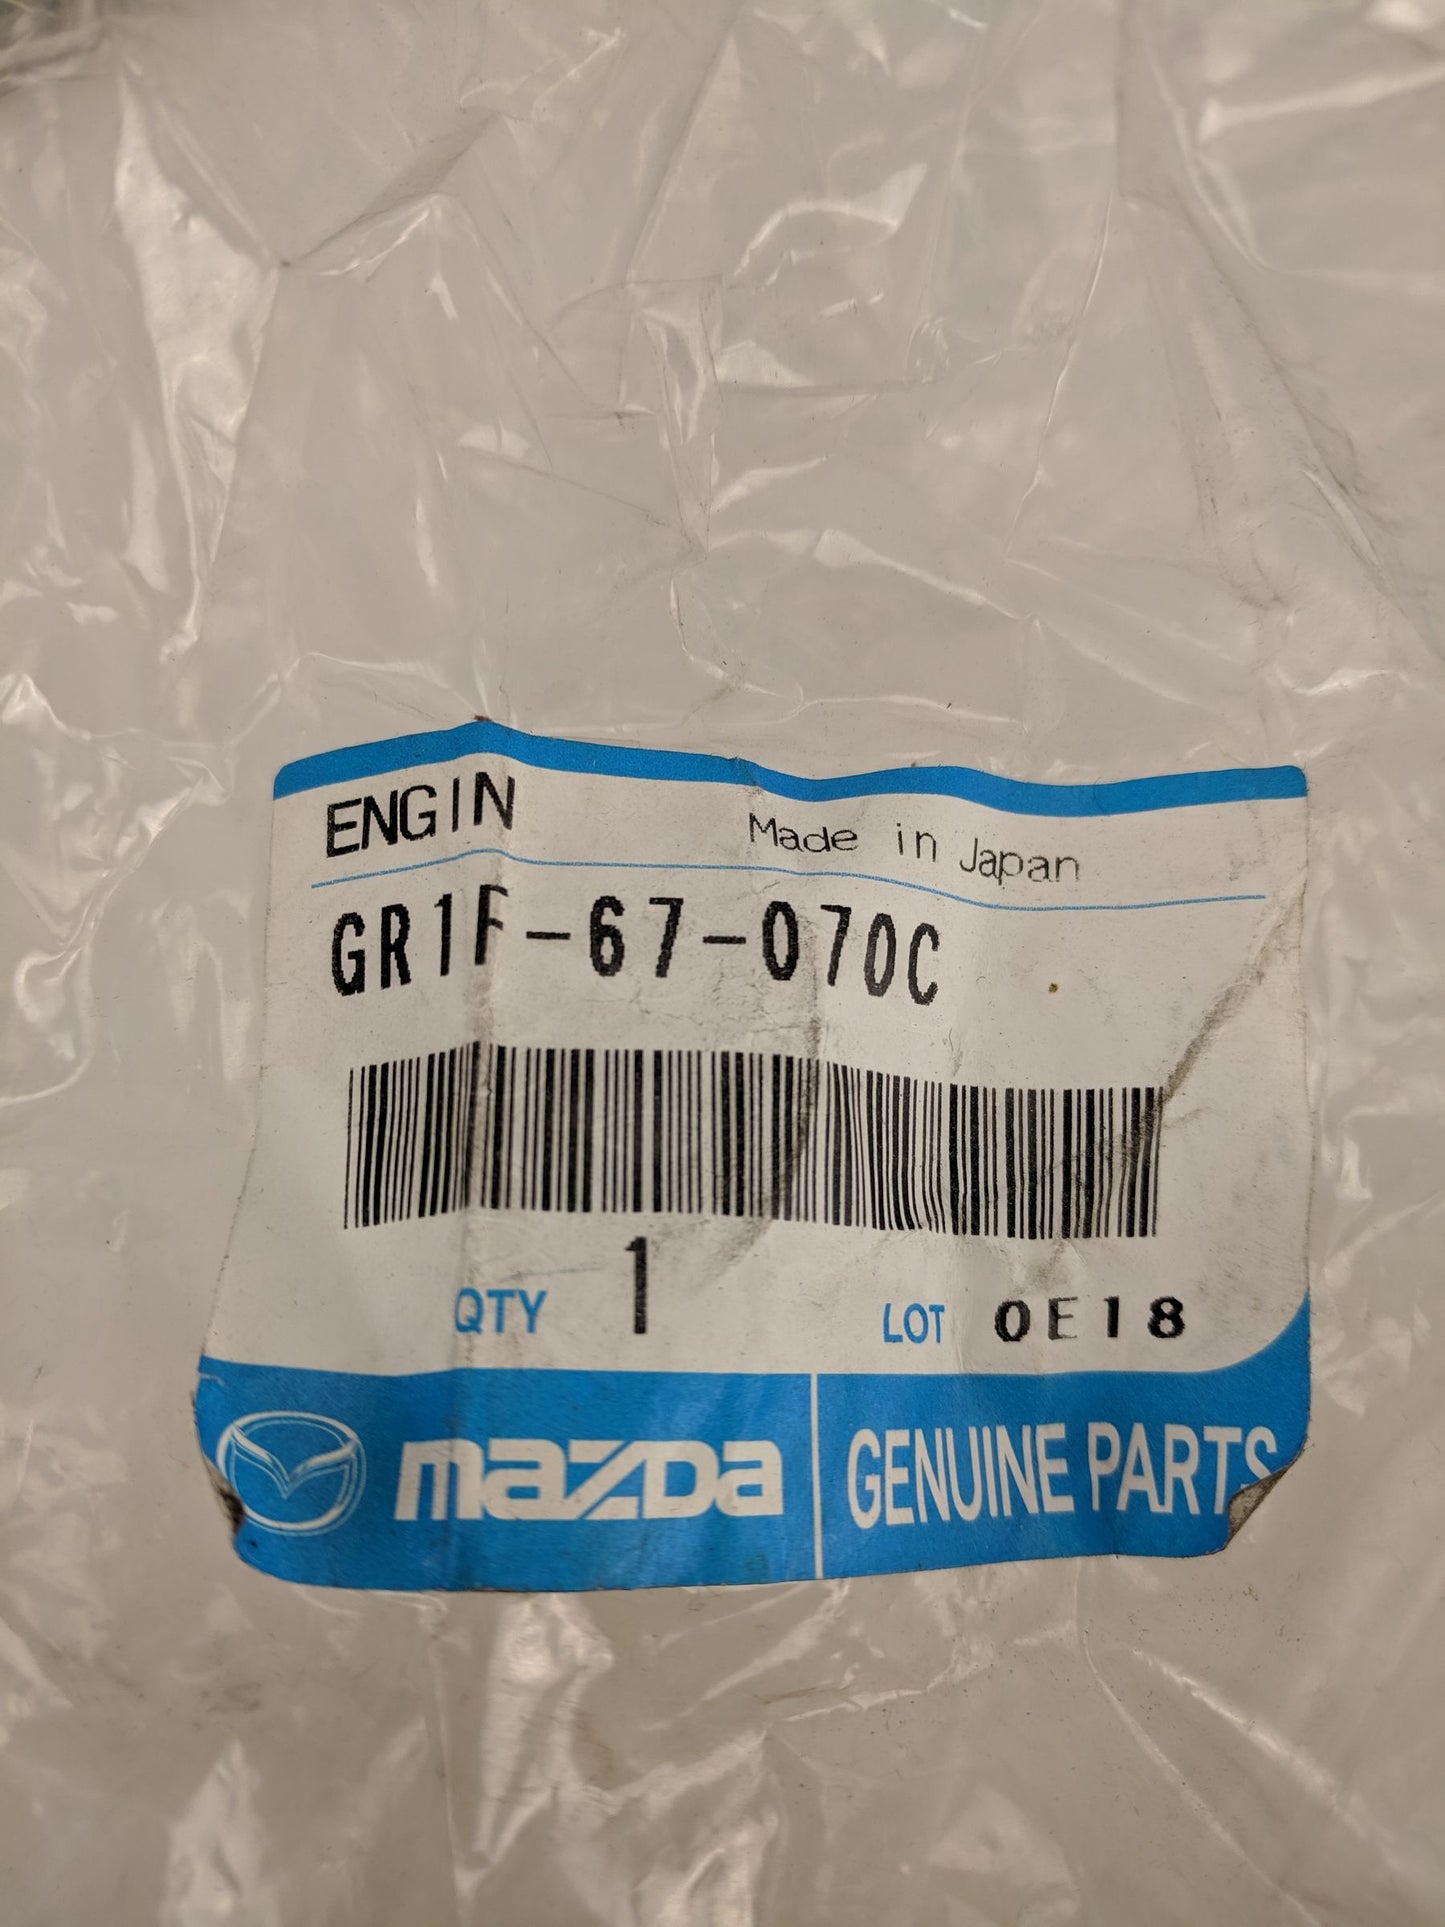 ENGIN Made in Japan
GR1F-67-070C
QTY 1 LOT 0E18
mazda GENUINE PARTS